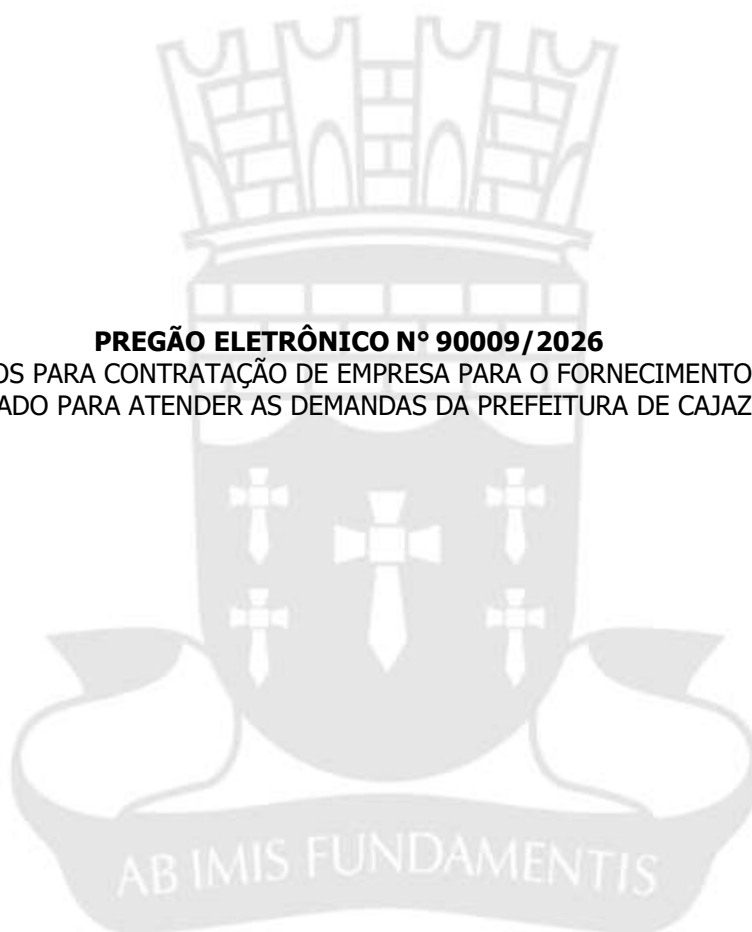 PREGÃO ELETRÔNICO Nº 90009/2026
OS PARA CONTRATAÇÃO DE EMPRESA PARA O FORNECIMENTO
ADO PARA ATENDER AS DEMANDAS DA PREFEITURA DE CAJAZ
AB IMIS FUNDAMENTIS